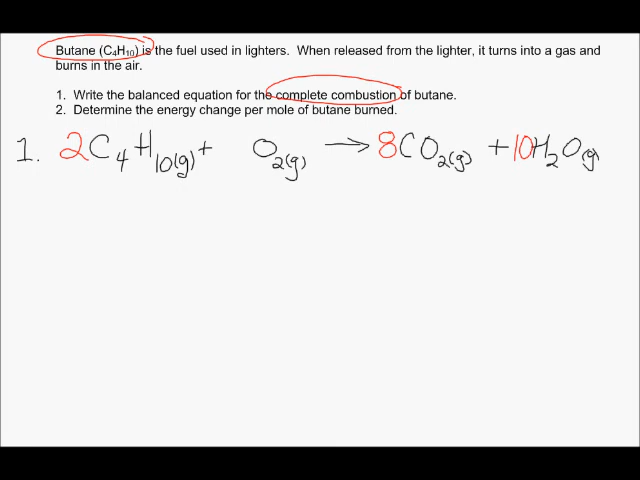 Butane (C₄H₁₀) is the fuel used in lighters. When released from the lighter, it turns into a gas and
burns in the air.
1. Write the balanced equation for the complete combustion of butane.
2. Determine the energy change per mole of butane burned.
1. 2C₄H₁₀(g) + O₂(g) → 8CO₂(g) + 10H₂O(g)